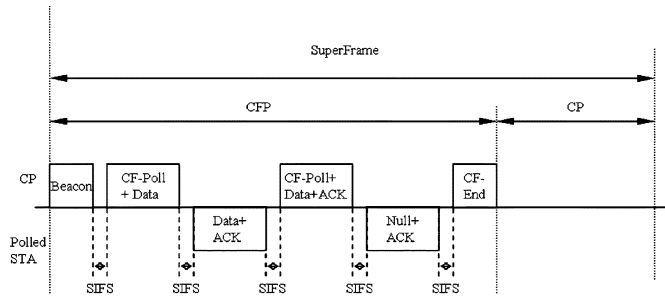 SuperFrame
CFP
CP
CP
Beacon
CF-Poll
+ Data
CF-Poll+
Data+ACK
CF-
End
Data+
ACK
Null+
ACK
Polled
STA
SIFS
SIFS
SIFS
SIFS
SIFS